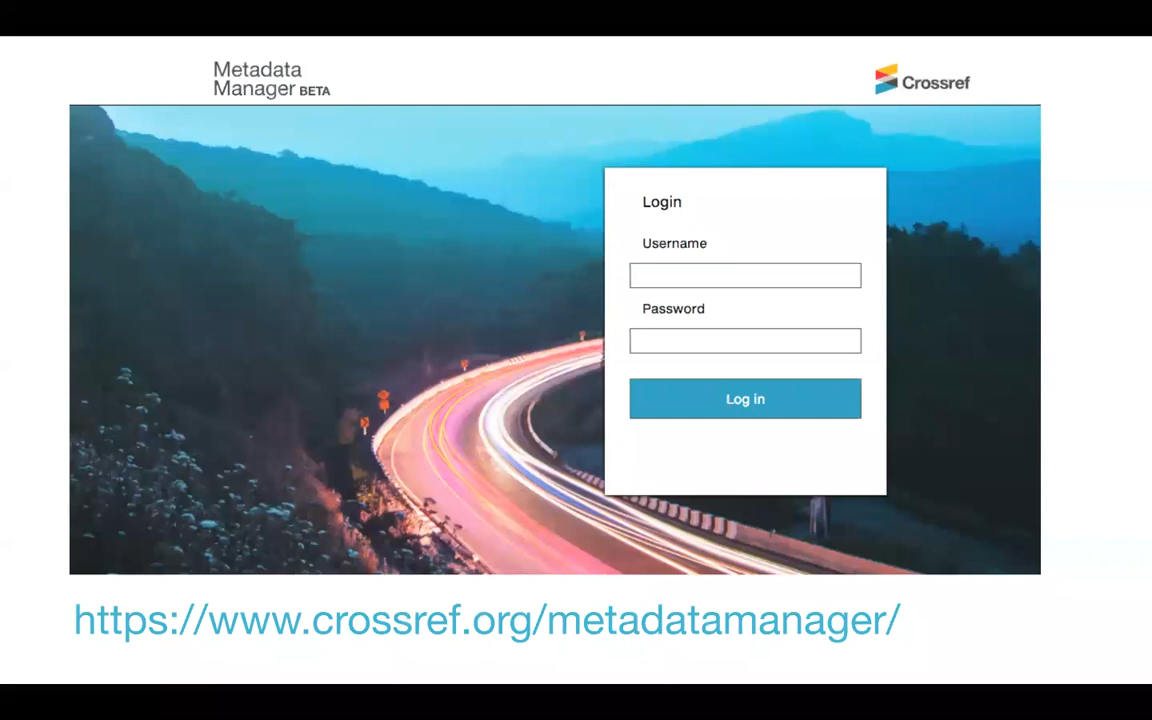 Metadata
Manager BETA
Crossref
Login
Username
Password
Log in
https://www.crossref.org/metadatamanager/